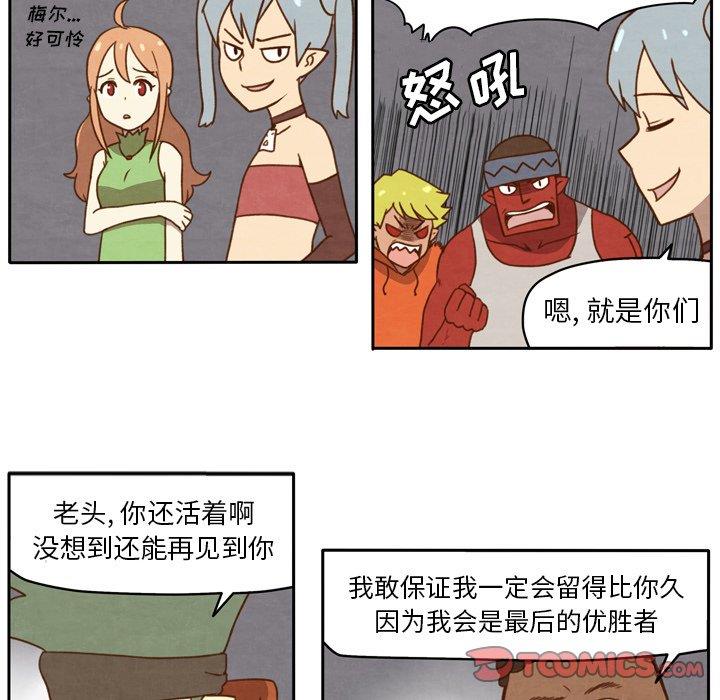 梅尔...
好可怜
怒吼
嗯, 就是你们
老头, 你还活着啊
没想到还能再见到你
我敢保证我一定会留得比你久
因为我会是最后的优胜者
TOOMICS.COM